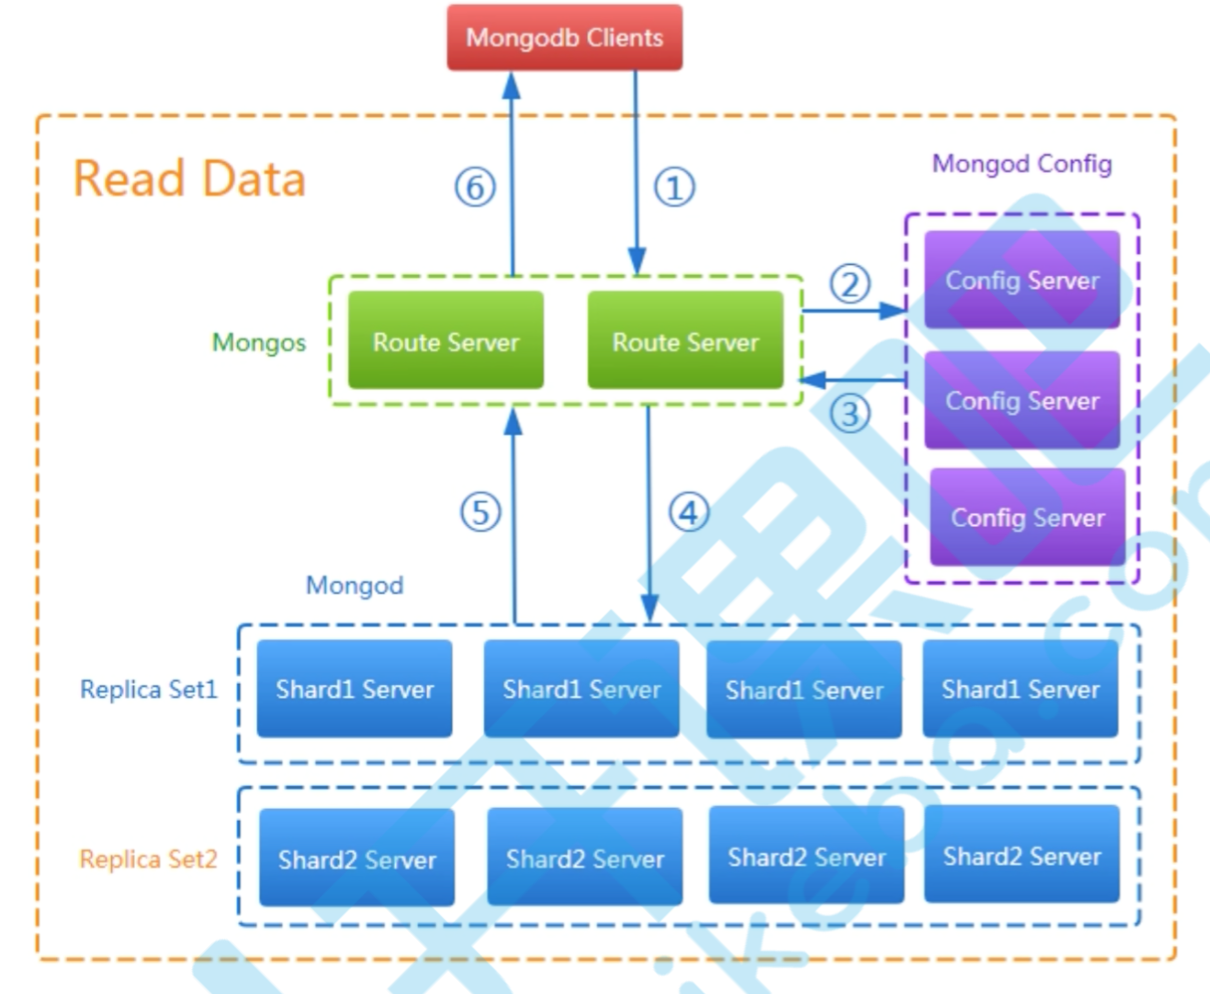 Mongodb Clients
Read Data
⑥
①
Mongod Config
Config Server
②
Mongos
Route Server
Route Server
Config Server
③
⑤
④
Config Server
Mongod
Replica Set1
Shard1 Server
Shard1 Server
Shard1 Server
Shard1 Server
Replica Set2
Shard2 Server
Shard2 Server
Shard2 Server
Shard2 Server